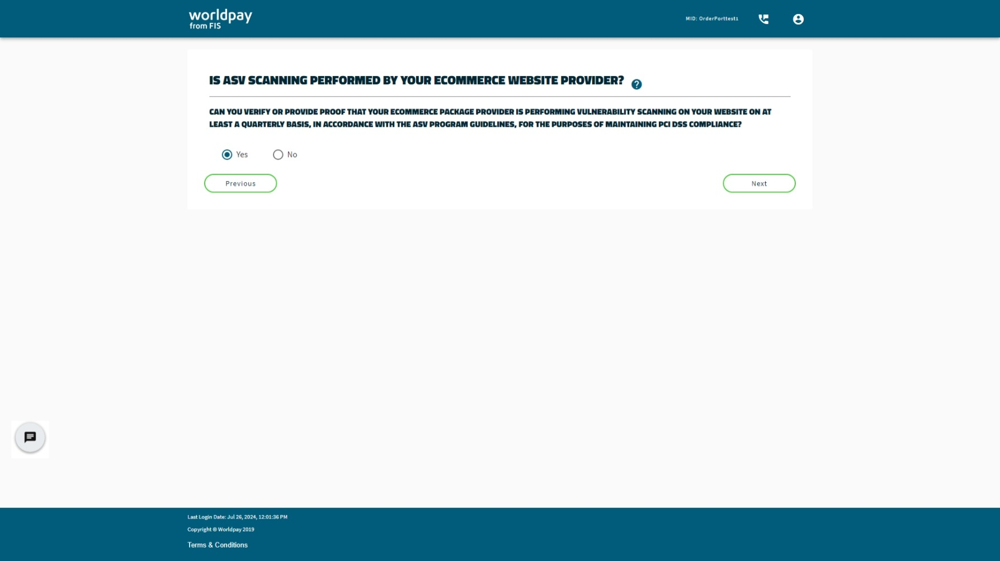 worldpay
from FIS
MID: OrderPorttest1
IS ASV SCANNING PERFORMED BY YOUR ECOMMERCE WEBSITE PROVIDER?
CAN YOU VERIFY OR PROVIDE PROOF THAT YOUR ECOMMERCE PACKAGE PROVIDER IS PERFORMING VULNERABILITY SCANNING ON YOUR WEBSITE ON AT
LEAST A QUARTERLY BASIS, IN ACCORDANCE WITH THE ASV PROGRAM GUIDELINES, FOR THE PURPOSES OF MAINTAINING PCI DSS COMPLIANCE?
Yes No
Previous Next
Last Login Date: Jul 26, 2024, 12:01:36 PM
Copyright © Worldpay 2019
Terms & Conditions